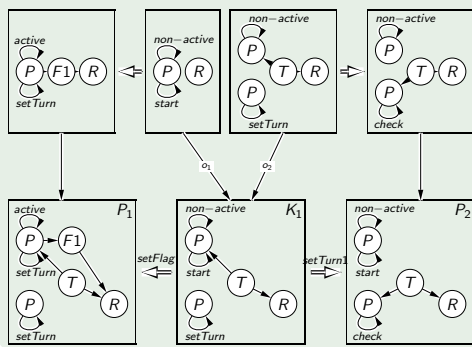 active
P F1 R
setTurn
non-active
P R
start
non-active
P
T R
P
setTurn
non-active
P
T R
P
check
o1
o2
P1
active
P F1
setTurn
T
P R
setTurn
setFlag
K1
non-active
P
start
T
P R
setTurn
setTurn1
P2
non-active
P
start
T
P R
check